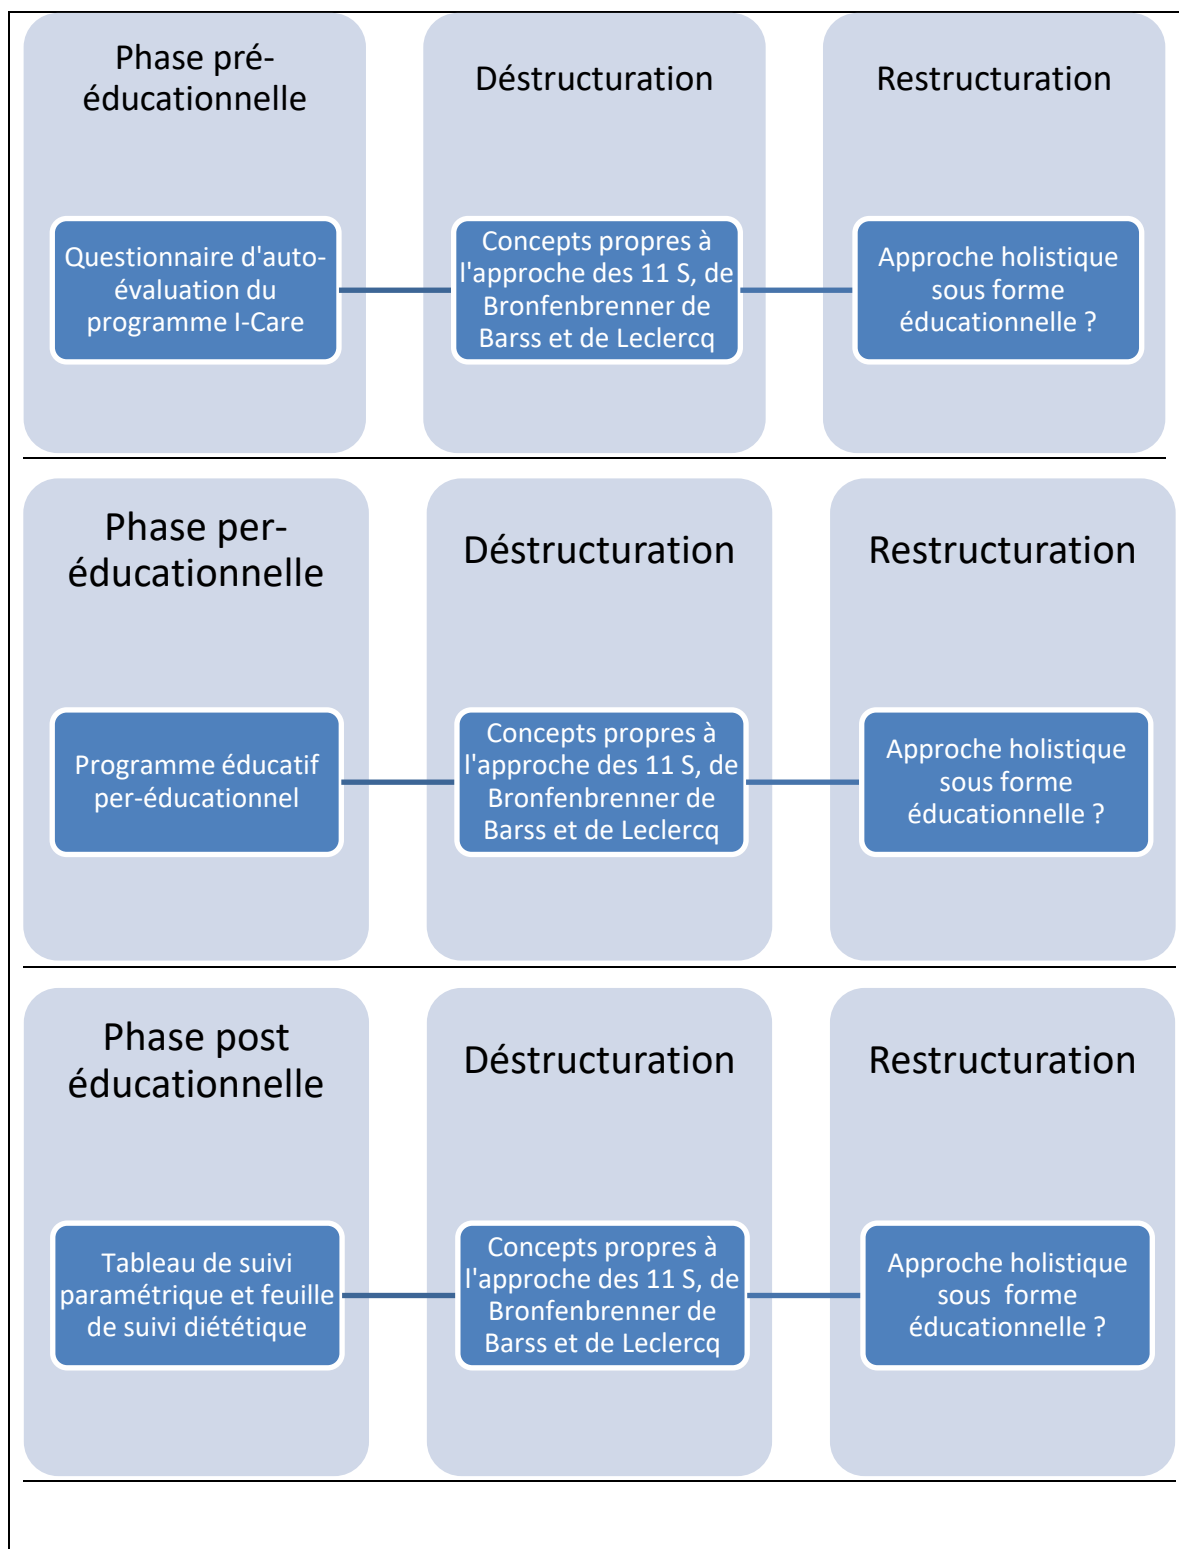 Phase pré-
éducationnelle
Déstructuration
Restructuration
Questionnaire d'auto-
évaluation du
programme I-Care
Concepts propres à
l'approche des 11 S, de
Bronfenbrenner de
Barss et de Leclercq
Approche holistique
sous forme
éducationnelle ?
Phase per-
éducationnelle
Déstructuration
Restructuration
Programme éducatif
per-éducationnel
Concepts propres à
l'approche des 11 S, de
Bronfenbrenner de
Barss et de Leclercq
Approche holistique
sous forme
éducationnelle ?
Phase post
éducationnelle
Déstructuration
Restructuration
Tableau de suivi
paramétrique et feuille
de suivi diététique
Concepts propres à
l'approche des 11 S, de
Bronfenbrenner de
Barss et de Leclercq
Approche holistique
sous  forme
éducationnelle ?